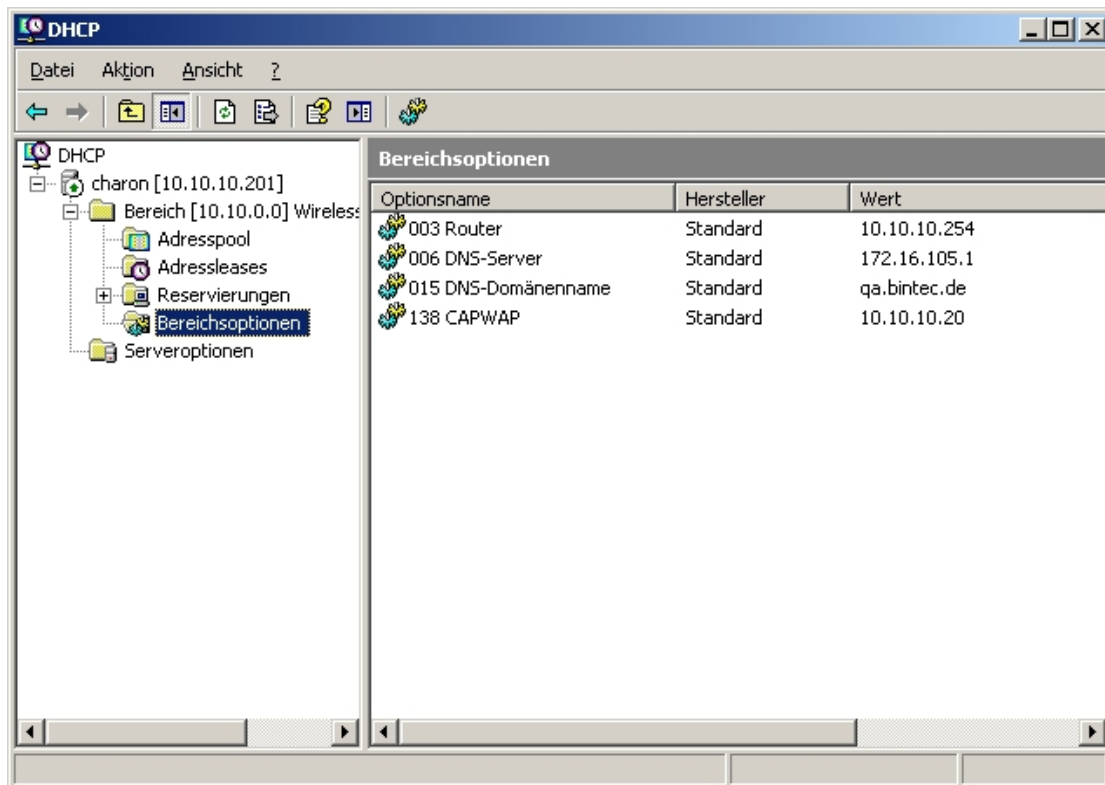 DHCP
Datei Aktion Ansicht ?
DHCP
charon [10.10.10.201]
Bereich [10.10.0.0] Wireless
Adresspool
Adressleases
Reservierungen
Bereichsoptionen
Serveroptionen
Bereichsoptionen
Optionsname Hersteller Wert
003 Router Standard 10.10.10.254
006 DNS-Server Standard 172.16.105.1
015 DNS-Domänenname Standard qa.bintec.de
138 CAPWAP Standard 10.10.10.20